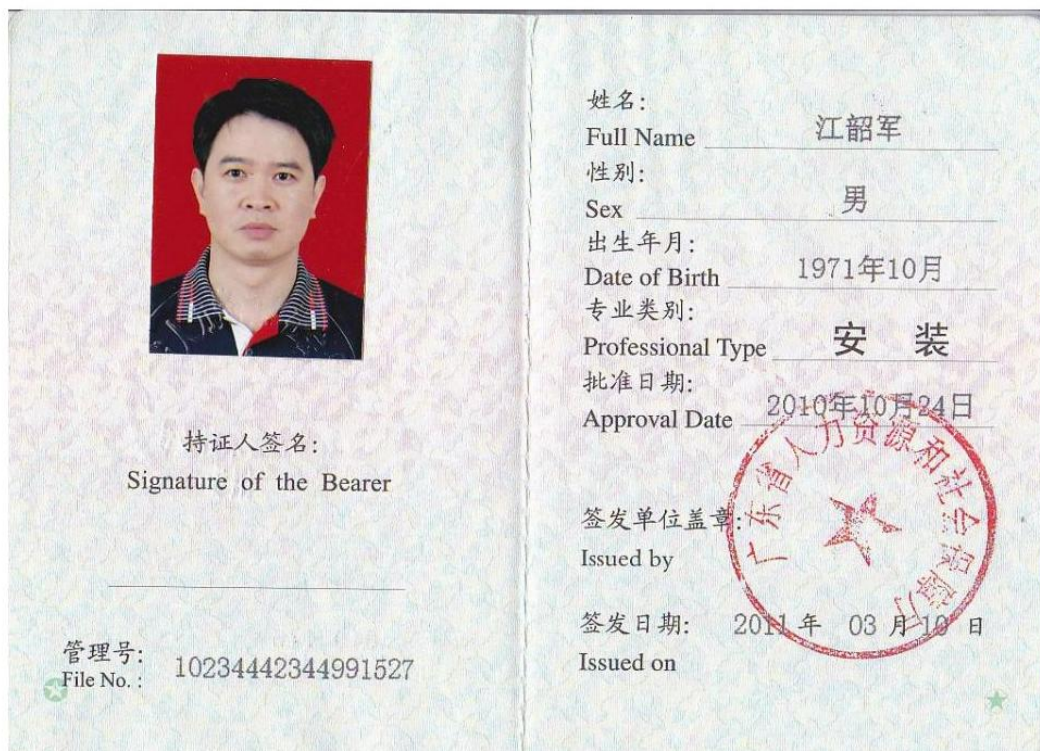 持证人签名:
Signature of the Bearer
管理号:
File No. :
10234442344991527
姓名:
Full Name 江韶军
性别:
Sex 男
出生年月:
Date of Birth 1971年10月
专业类别:
Professional Type 安 装
批准日期:
Approval Date 2010年10月24日
签发单位盖章:
Issued by
广东省人力资源和社会保障厅
签发日期: 2011 年 03 月 10 日
Issued on